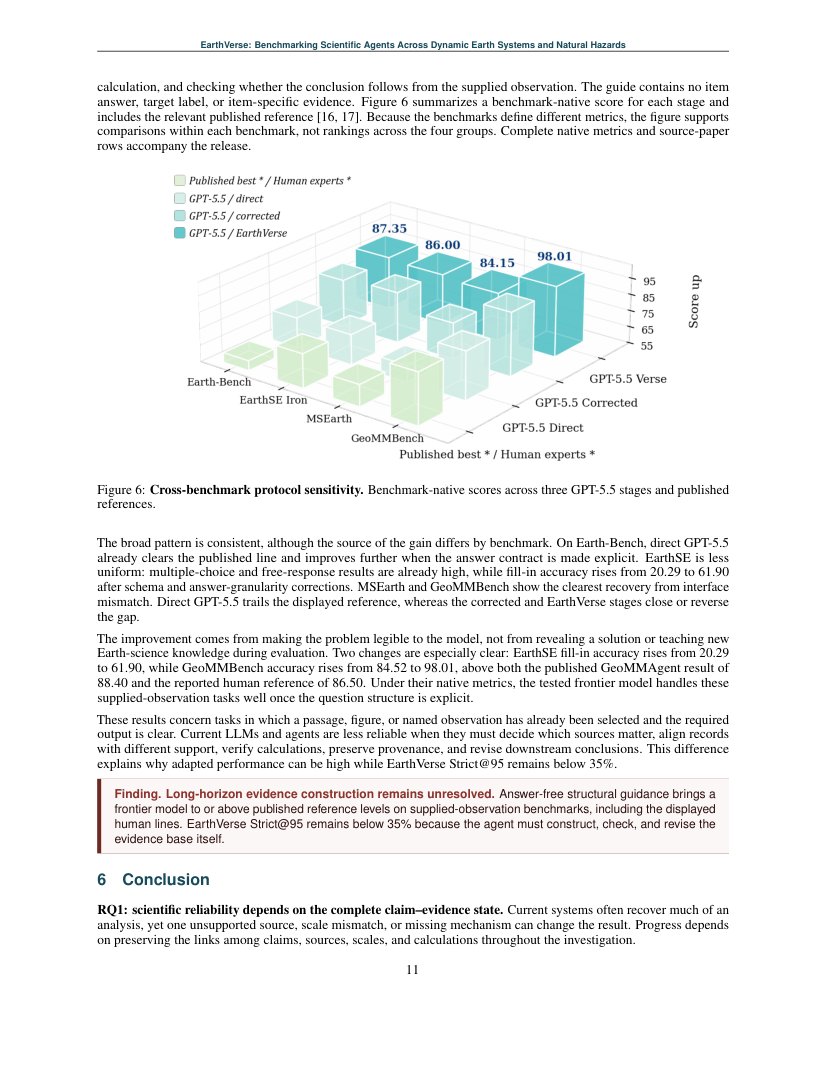 EarthVerse: Benchmarking Scientific Agents Across Dynamic Earth Systems and Natural Hazards
calculation, and checking whether the conclusion follows from the supplied observation. The guide contains no item
answer, target label, or item-specific evidence. Figure 6 summarizes a benchmark-native score for each stage and
includes the relevant published reference [16, 17]. Because the benchmarks define different metrics, the figure supports
comparisons within each benchmark, not rankings across the four groups. Complete native metrics and source-paper
rows accompany the release.
Published best * / Human experts *
GPT-5.5 / direct
GPT-5.5 / corrected
GPT-5.5 / EarthVerse
87.35
86.00
84.15
98.01
95
85
75
65
55
Score up
Earth-Bench
EarthSE Iron
MSEarth
GeoMMBench
GPT-5.5 Verse
GPT-5.5 Corrected
GPT-5.5 Direct
Published best * / Human experts *
Figure 6: Cross-benchmark protocol sensitivity. Benchmark-native scores across three GPT-5.5 stages and published
references.
The broad pattern is consistent, although the source of the gain differs by benchmark. On Earth-Bench, direct GPT-5.5
already clears the published line and improves further when the answer contract is made explicit. EarthSE is less
uniform: multiple-choice and free-response results are already high, while fill-in accuracy rises from 20.29 to 61.90
after schema and answer-granularity corrections. MSEarth and GeoMMBench show the clearest recovery from interface
mismatch. Direct GPT-5.5 trails the displayed reference, whereas the corrected and EarthVerse stages close or reverse
the gap.
The improvement comes from making the problem legible to the model, not from revealing a solution or teaching new
Earth-science knowledge during evaluation. Two changes are especially clear: EarthSE fill-in accuracy rises from 20.29
to 61.90, while GeoMMBench accuracy rises from 84.52 to 98.01, above both the published GeoMMAgent result of
88.40 and the reported human reference of 86.50. Under their native metrics, the tested frontier model handles these
supplied-observation tasks well once the question structure is explicit.
These results concern tasks in which a passage, figure, or named observation has already been selected and the required
output is clear. Current LLMs and agents are less reliable when they must decide which sources matter, align records
with different support, verify calculations, preserve provenance, and revise downstream conclusions. This difference
explains why adapted performance can be high while EarthVerse Strict@95 remains below 35%.
Finding. Long-horizon evidence construction remains unresolved. Answer-free structural guidance brings a
frontier model to or above published reference levels on supplied-observation benchmarks, including the displayed
human lines. EarthVerse Strict@95 remains below 35% because the agent must construct, check, and revise the
evidence base itself.
6 Conclusion
RQ1: scientific reliability depends on the complete claim–evidence state. Current systems often recover much of an
analysis, yet one unsupported source, scale mismatch, or missing mechanism can change the result. Progress depends
on preserving the links among claims, sources, scales, and calculations throughout the investigation.
11